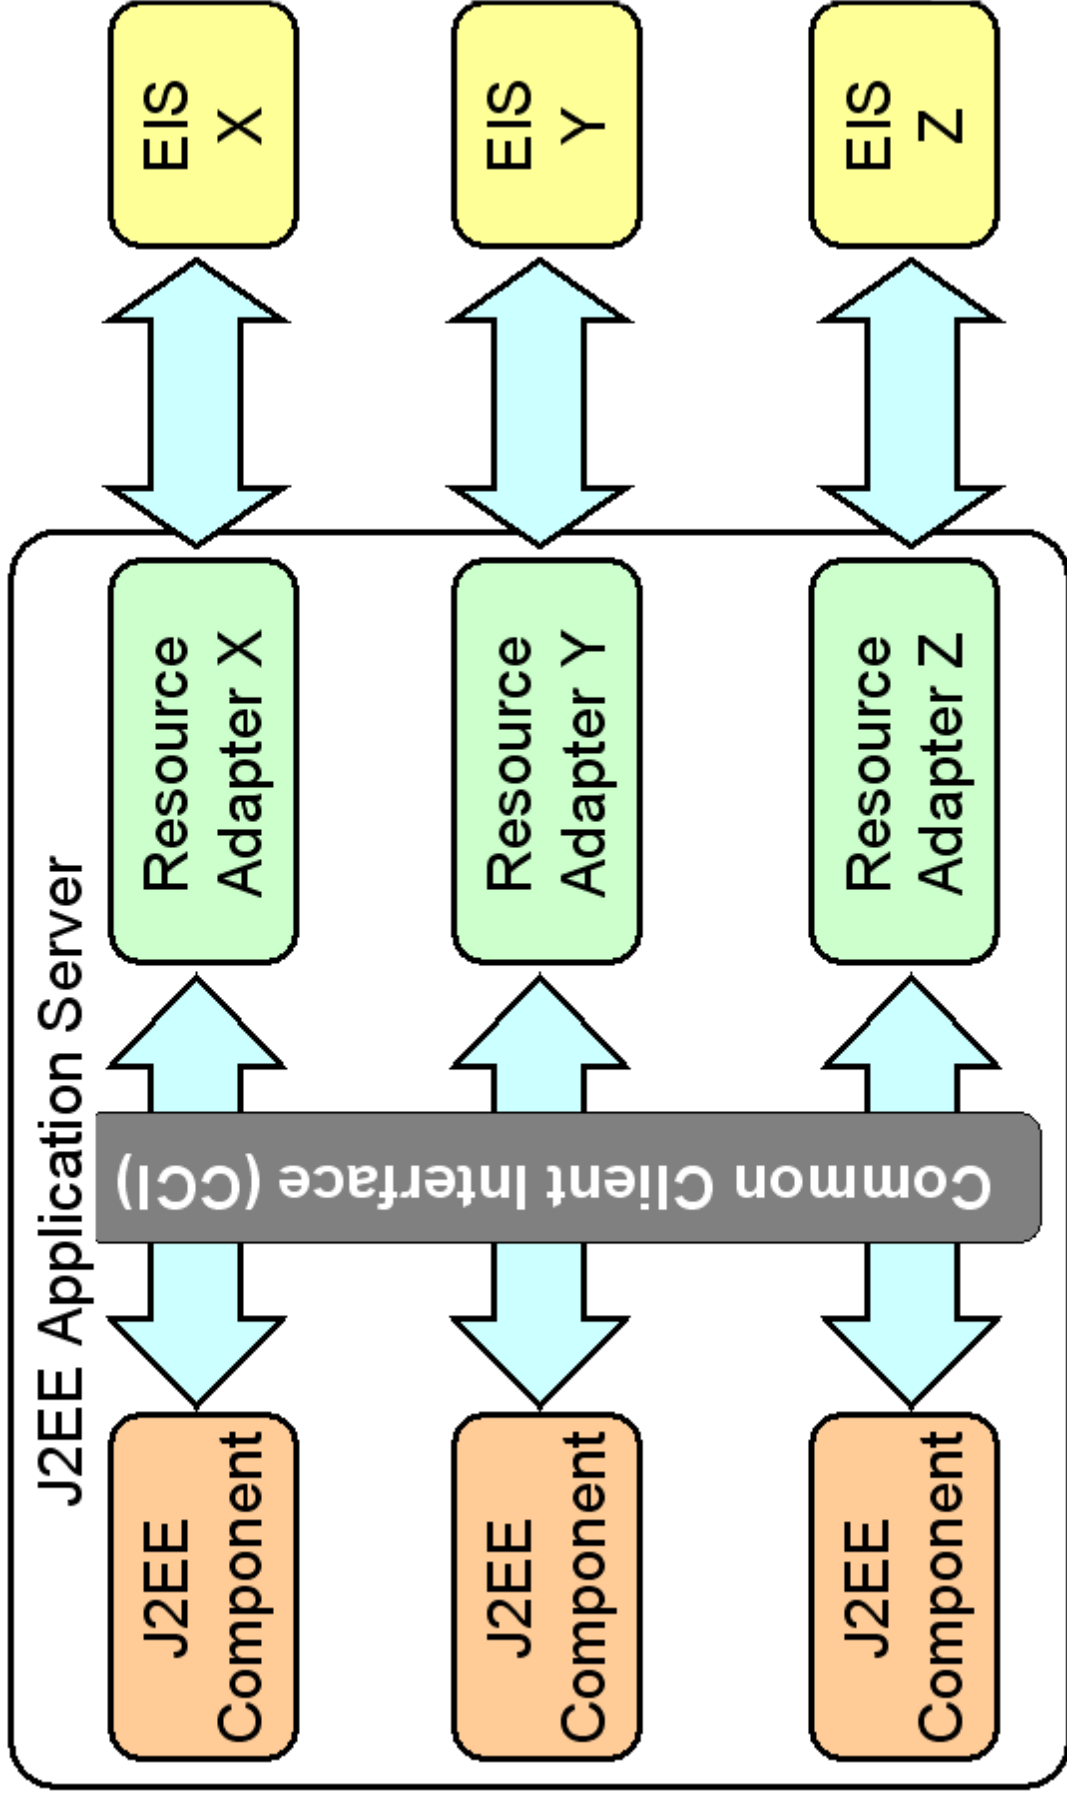 J2EE Application Server
J2EE
Component
Common Client Interface (CCI)
Resource
Adapter X
EIS
X
J2EE
Component
Resource
Adapter Y
EIS
Y
J2EE
Component
Resource
Adapter Z
EIS
Z